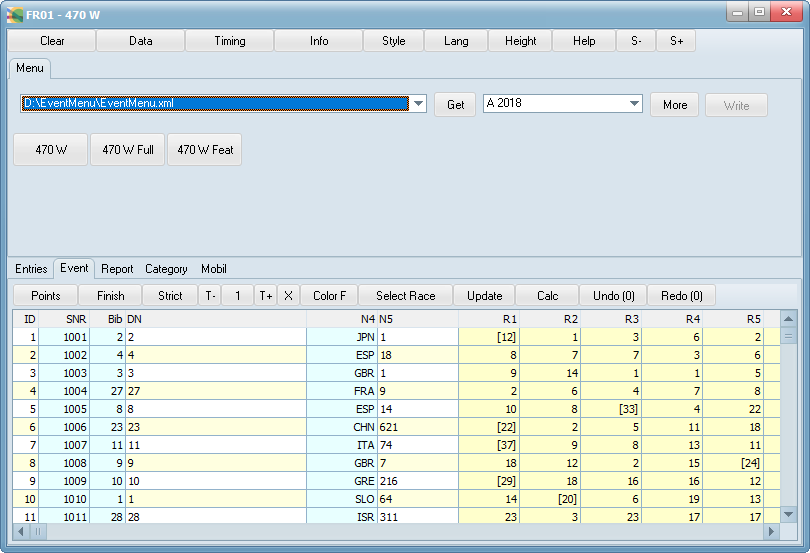 FR01 - 470 W
Clear Data Timing Info Style Lang Height Help S- S+
Menu
D:\EventMenu\EventMenu.xml Get A 2018 More Write
470 W 470 W Full 470 W Feat
Entries Event Report Category Mobil
Points Finish Strict T- 1 T+ X Color F Select Race Update Calc Undo (0) Redo (0)
ID SNR Bib DN N4 N5 R1 R2 R3 R4 R5
1 1001 2 2 JPN 1 [12] 1 3 6 2
2 1002 4 4 ESP 18 8 7 7 3 6
3 1003 3 3 GBR 1 9 14 1 1 5
4 1004 27 27 FRA 9 2 6 4 7 8
5 1005 8 8 ESP 14 10 8 [33] 4 22
6 1006 23 23 CHN 621 [22] 2 5 11 18
7 1007 11 11 ITA 74 [37] 9 8 13 11
8 1008 9 9 GBR 7 18 12 2 15 [24]
9 1009 10 10 GRE 216 [29] 18 16 16 12
10 1010 1 1 SLO 64 14 [20] 6 19 13
11 1011 28 28 ISR 311 23 3 23 17 17